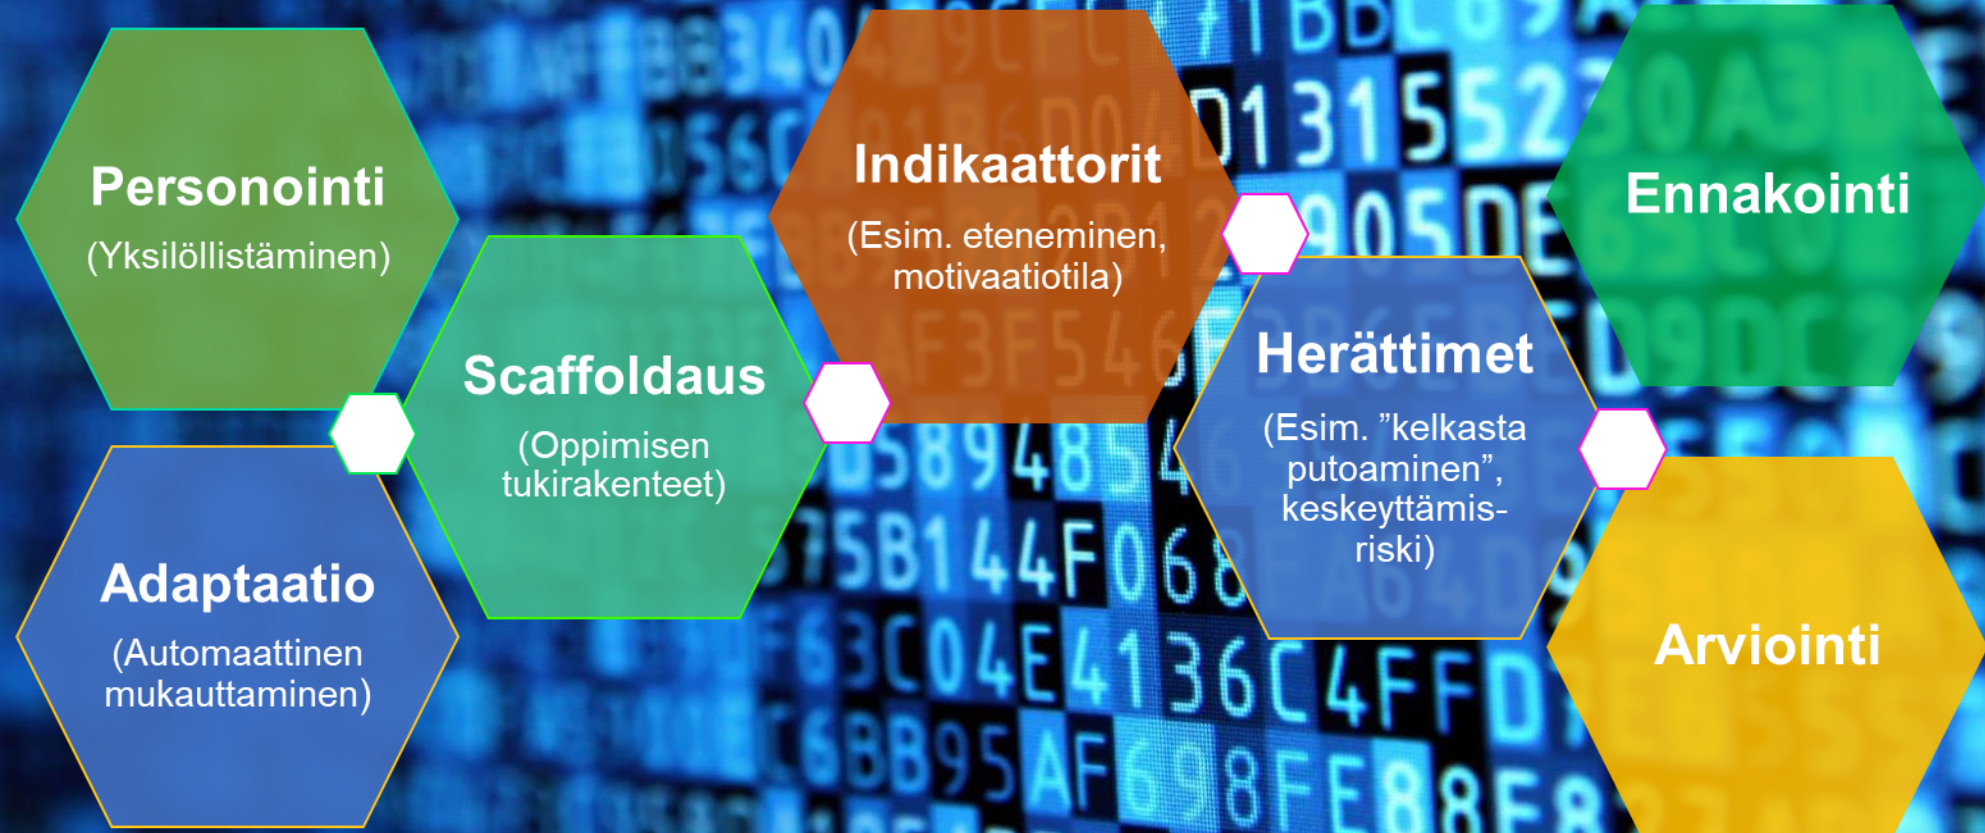 Personointi
(Yksilöllistäminen)
Adaptaatio
(Automaattinen
mukauttaminen)
Scaffoldaus
(Oppimisen
tukirakenteet)
Indikaattorit
(Esim. eteneminen,
motivaatiotila)
Herättimet
(Esim. ”kelkasta
putoaminen”,
keskeyttämis-
riski)
Ennakointi
Arviointi